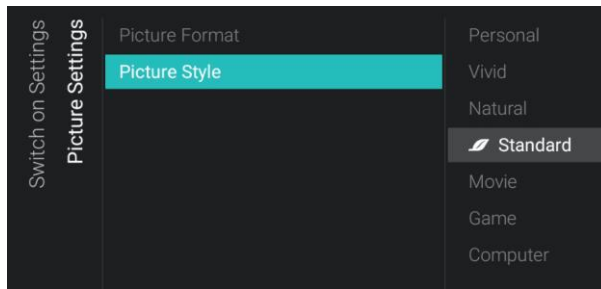 Switch on Settings
Picture Settings
Picture Format
Picture Style
Personal
Vivid
Natural
Standard
Movie
Game
Computer